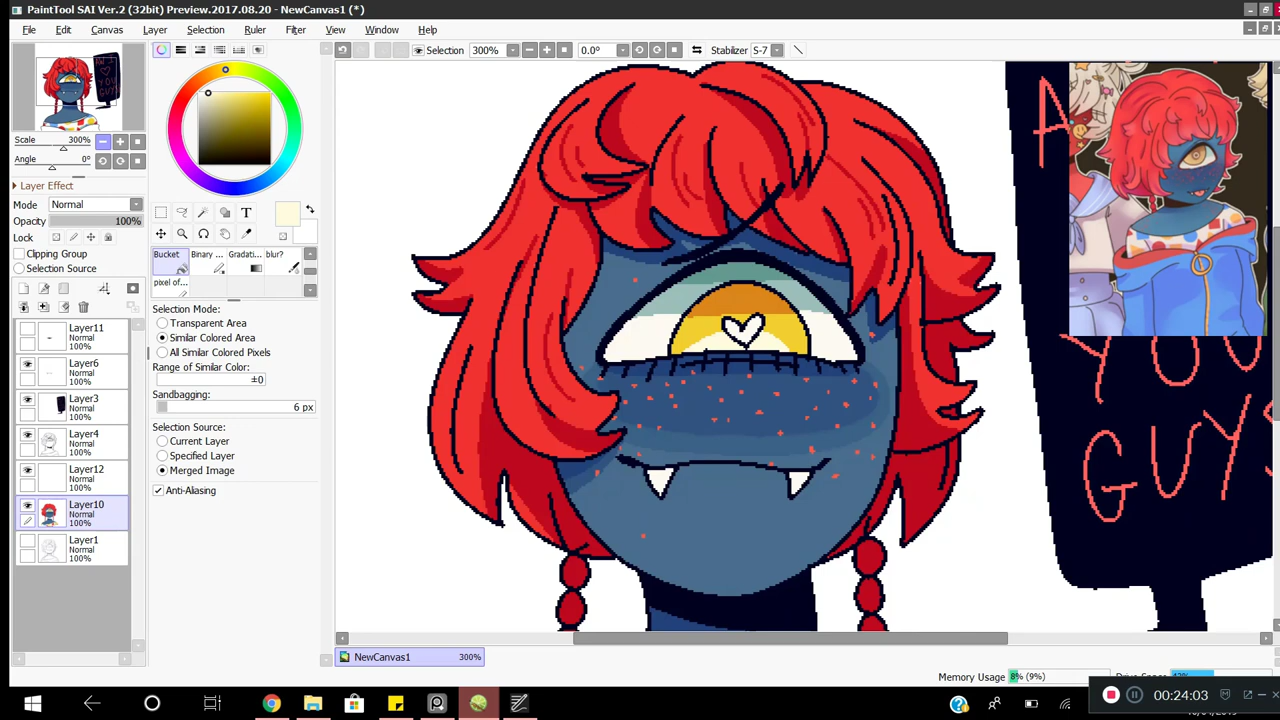 PaintTool SAI Ver.2 (32bit) Preview.2017.08.20 - NewCanvas1 (*)
File Edit Canvas Layer Selection Ruler Filter View Window Help
Selection 300% 0.0º Stabilizer S-7
Scale 300%
Angle 0º
Layer Effect
Mode Normal
Opacity 100%
Lock
Clipping Group
Selection Source
Layer11
Normal
100%
Layer6
Normal
100%
Layer3
Normal
100%
Layer4
Normal
100%
Layer12
Normal
100%
Layer10
Normal
100%
Layer1
Normal
100%
T
Bucket Binary ... Gradati... blur?
pixel of...
Selection Mode:
Transparent Area
Similar Colored Area
All Similar Colored Pixels
Range of Similar Color:
±0
Sandbagging:
6 px
Selection Source:
Current Layer
Specified Layer
Merged Image
Anti-Aliasing
A
YOU
GUYS
NewCanvas1 300%
Memory Usage 8% (9%)
00:24:03